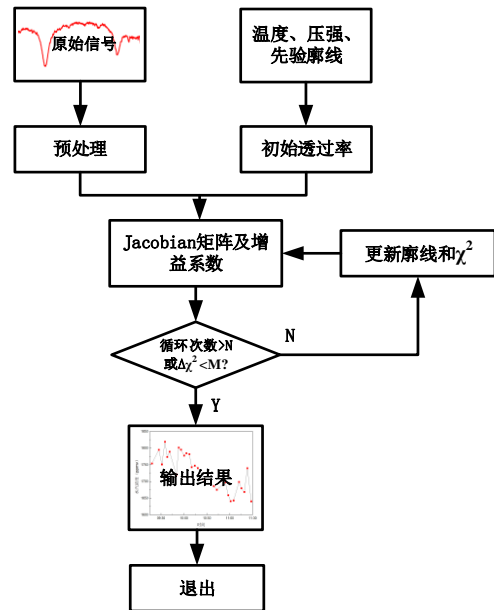 原始信号
温度、压强、
先验廓线
预处理
初始透过率
Jacobian矩阵及增
益系数
更新廓线和χ²
循环次数>N
或Δχ²<M?
N
Y
输出结果
退出